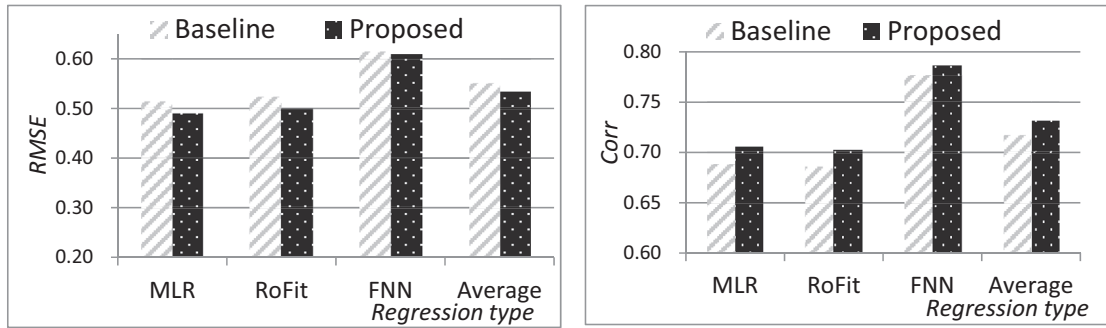 Baseline Proposed
0.60
0.50
0.40
0.30
0.20
RMSE
MLR RoFit FNN Average
Regression type
Baseline Proposed
0.80
0.75
0.70
0.65
0.60
Corr
MLR RoFit FNN Average
Regression type